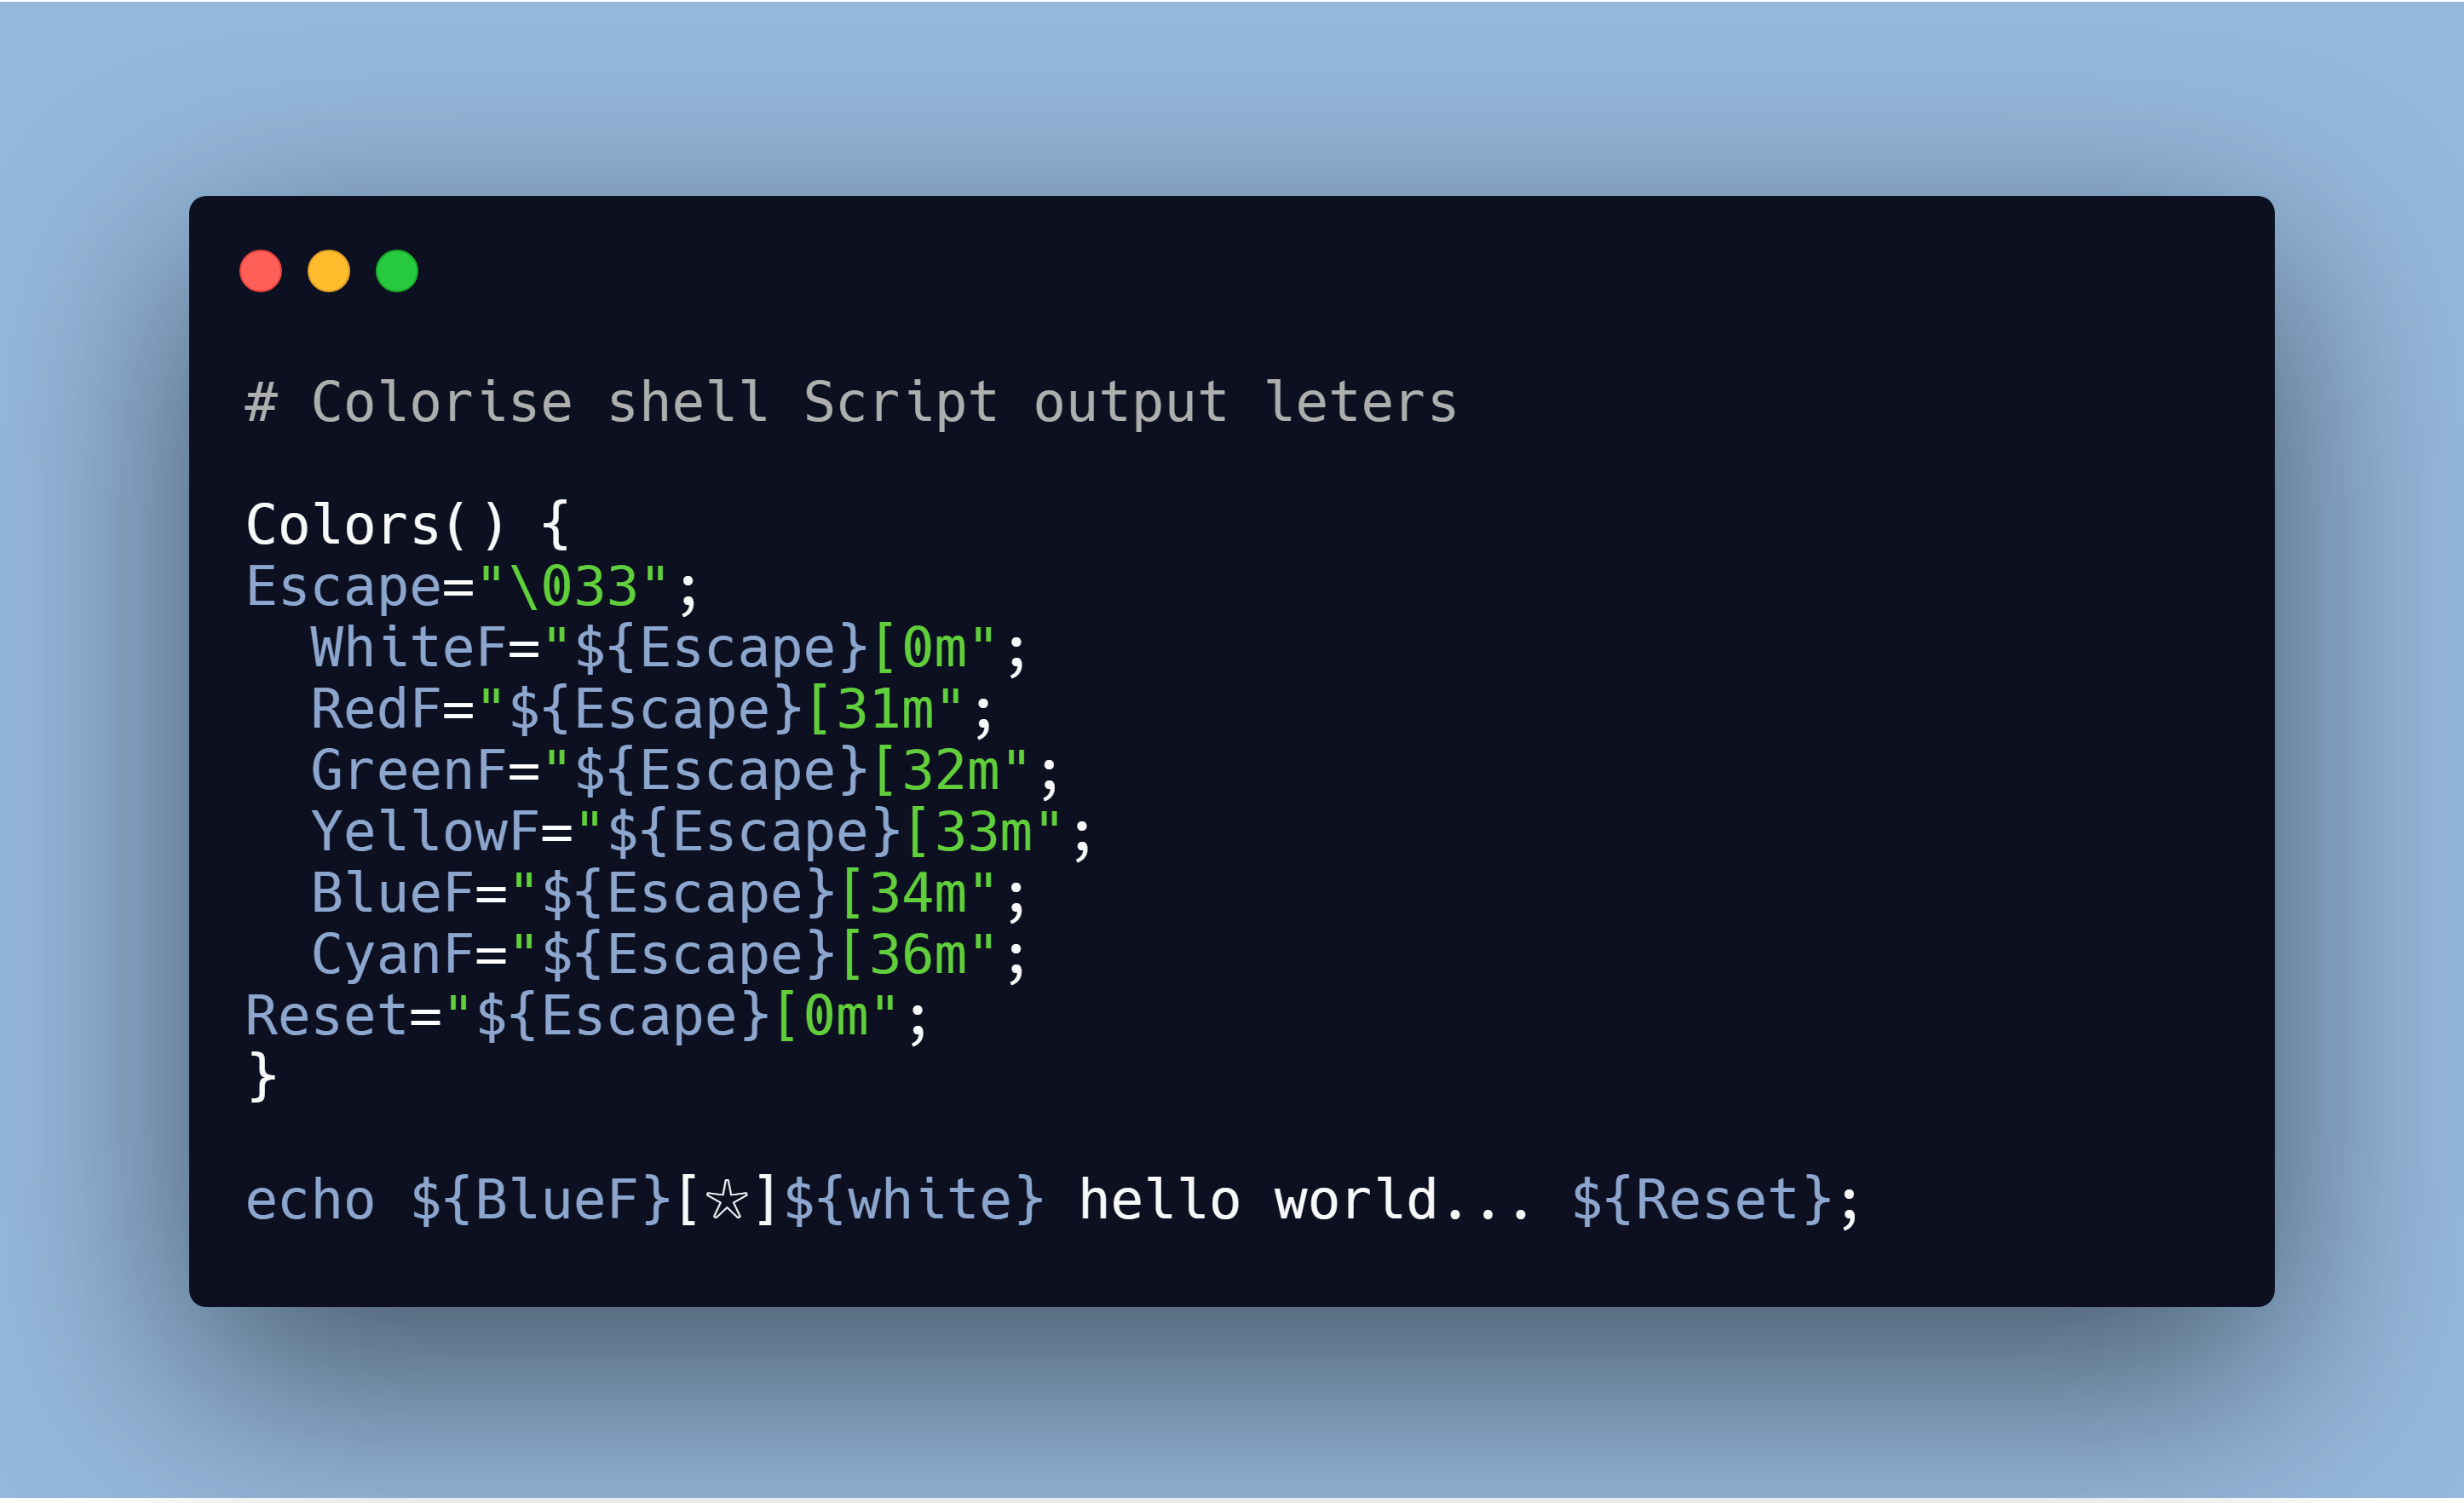 # Colorise shell Script output leters
Colors() {
Escape="\033";
  WhiteF="${Escape}[0m";
  RedF="${Escape}[31m";
  GreenF="${Escape}[32m";
  YellowF="${Escape}[33m";
  BlueF="${Escape}[34m";
  CyanF="${Escape}[36m";
Reset="${Escape}[0m";
}
echo ${BlueF}[☆]${white} hello world... ${Reset};